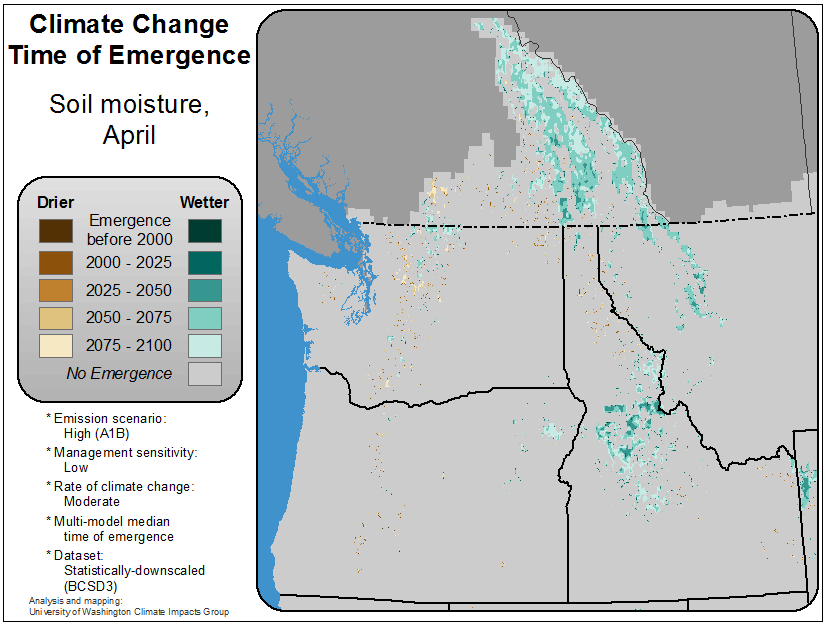 Climate Change
Time of Emergence
Soil moisture,
April
Drier
Wetter
Emergence
before 2000
2000 - 2025
2025 - 2050
2050 - 2075
2075 - 2100
No Emergence
* Emission scenario:
High (A1B)
* Management sensitivity:
Low
* Rate of climate change:
Moderate
* Multi-model median
time of emergence
* Dataset:
Statistically-downscaled
(BCSD3)
Analysis and mapping:
University of Washington Climate Impacts Group